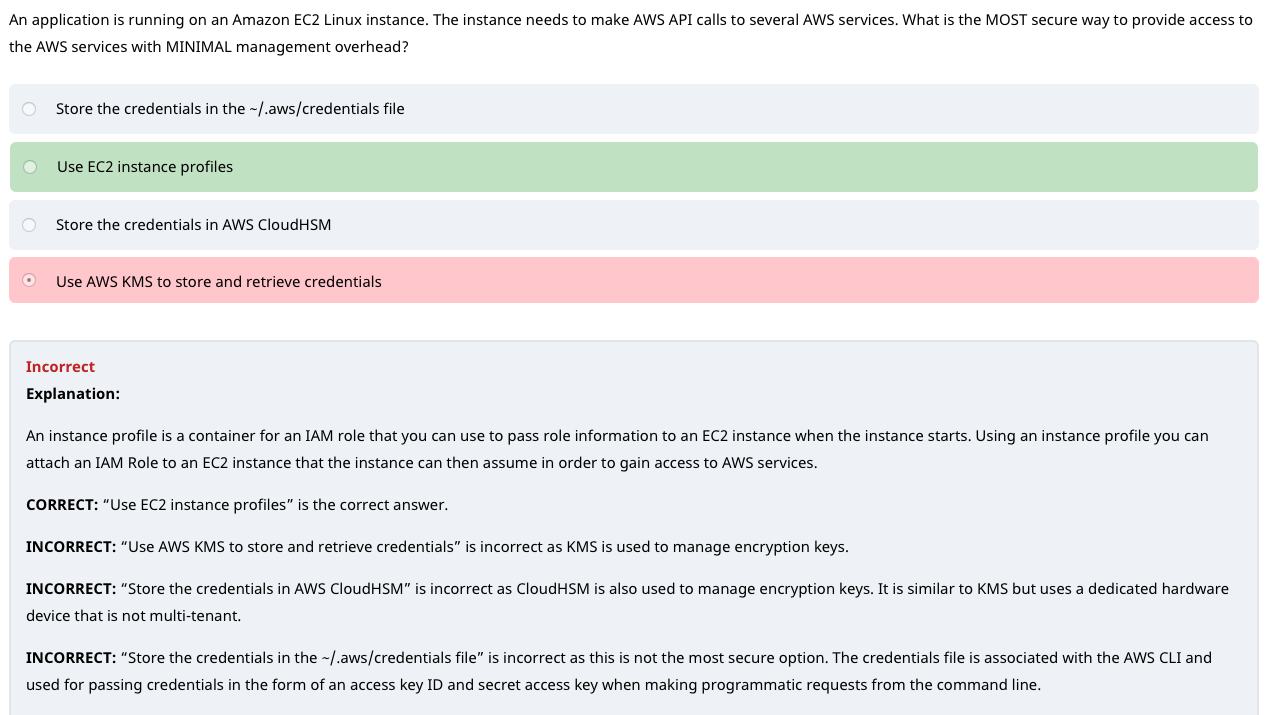 An application is running on an Amazon EC2 Linux instance. The instance needs to make AWS API calls to several AWS services. What is the MOST secure way to provide access to
the AWS services with MINIMAL management overhead?
Store the credentials in the ~/.aws/credentials file
Use EC2 instance profiles
Store the credentials in AWS CloudHSM
Use AWS KMS to store and retrieve credentials
Incorrect
Explanation:
An instance profile is a container for an IAM role that you can use to pass role information to an EC2 instance when the instance starts. Using an instance profile you can
attach an IAM Role to an EC2 instance that the instance can then assume in order to gain access to AWS services.
CORRECT: “Use EC2 instance profiles” is the correct answer.
INCORRECT: “Use AWS KMS to store and retrieve credentials” is incorrect as KMS is used to manage encryption keys.
INCORRECT: “Store the credentials in AWS CloudHSM” is incorrect as CloudHSM is also used to manage encryption keys. It is similar to KMS but uses a dedicated hardware
device that is not multi-tenant.
INCORRECT: “Store the credentials in the ~/.aws/credentials file” is incorrect as this is not the most secure option. The credentials file is associated with the AWS CLI and
used for passing credentials in the form of an access key ID and secret access key when making programmatic requests from the command line.